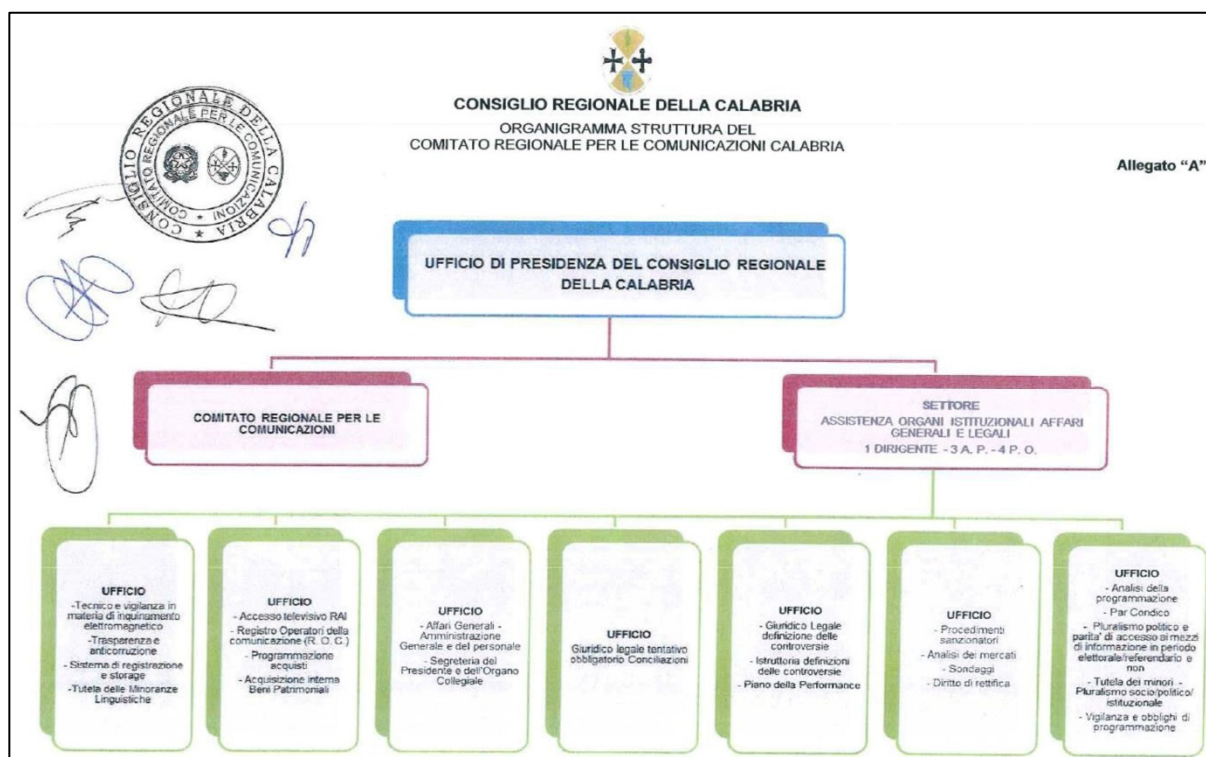 CONSIGLIO REGIONALE DELLA CALABRIA
ORGANIGRAMMA STRUTTURA DEL
COMITATO REGIONALE PER LE COMUNICAZIONI CALABRIA
Allegato “A”
CONSIGLIO REGIONALE DELLA CALABRIA
COMITATO REGIONALE PER LE COMUNICAZIONI
UFFICIO DI PRESIDENZA DEL CONSIGLIO REGIONALE
DELLA CALABRIA
COMITATO REGIONALE PER LE
COMUNICAZIONI
SETTORE
ASSISTENZA ORGANI ISTITUZIONALI AFFARI
GENERALI E LEGALI
1 DIRIGENTE - 3 A. P. - 4 P. O.
UFFICIO
-Tecnico e vigilanza in
materia di inquinamento
elettromagnetico
-Trasparenza e
anticorruzione
- Sistema di registrazione
e storage
-Tutela delle Minoranze
Linguistiche
UFFICIO
- Accesso televisivo RAI
- Registro Operatori della
comunicazione (R. O. C.)
- Programmazione
acquisti
- Acquisizione interna
Beni Patrimoniali
UFFICIO
- Affari Generali -
Amministrazione
Generale e del personale
- Segreteria del
Presidente e dell'Organo
Collegiale
UFFICIO
Giuridico legale tentativo
obbligatorio Conciliazioni
UFFICIO
- Giuridico Legale
definizione delle
controversie
- Istruttoria definizioni
delle controversie
- Piano della Performance
UFFICIO
- Procedimenti
sanzionatori
- Analisi dei mercati
- Sondaggi
- Diritto di rettifica
UFFICIO
- Analisi della
programmazione
- Par Condico
- Pluralismo politico e
parita' di accesso ai mezzi
di informazione in periodo
elettorale/referendario e
non
- Tutela dei minori -
Pluralismo socio/politico/
istituzionale
- Vigilanza e obblighi di
programmazione